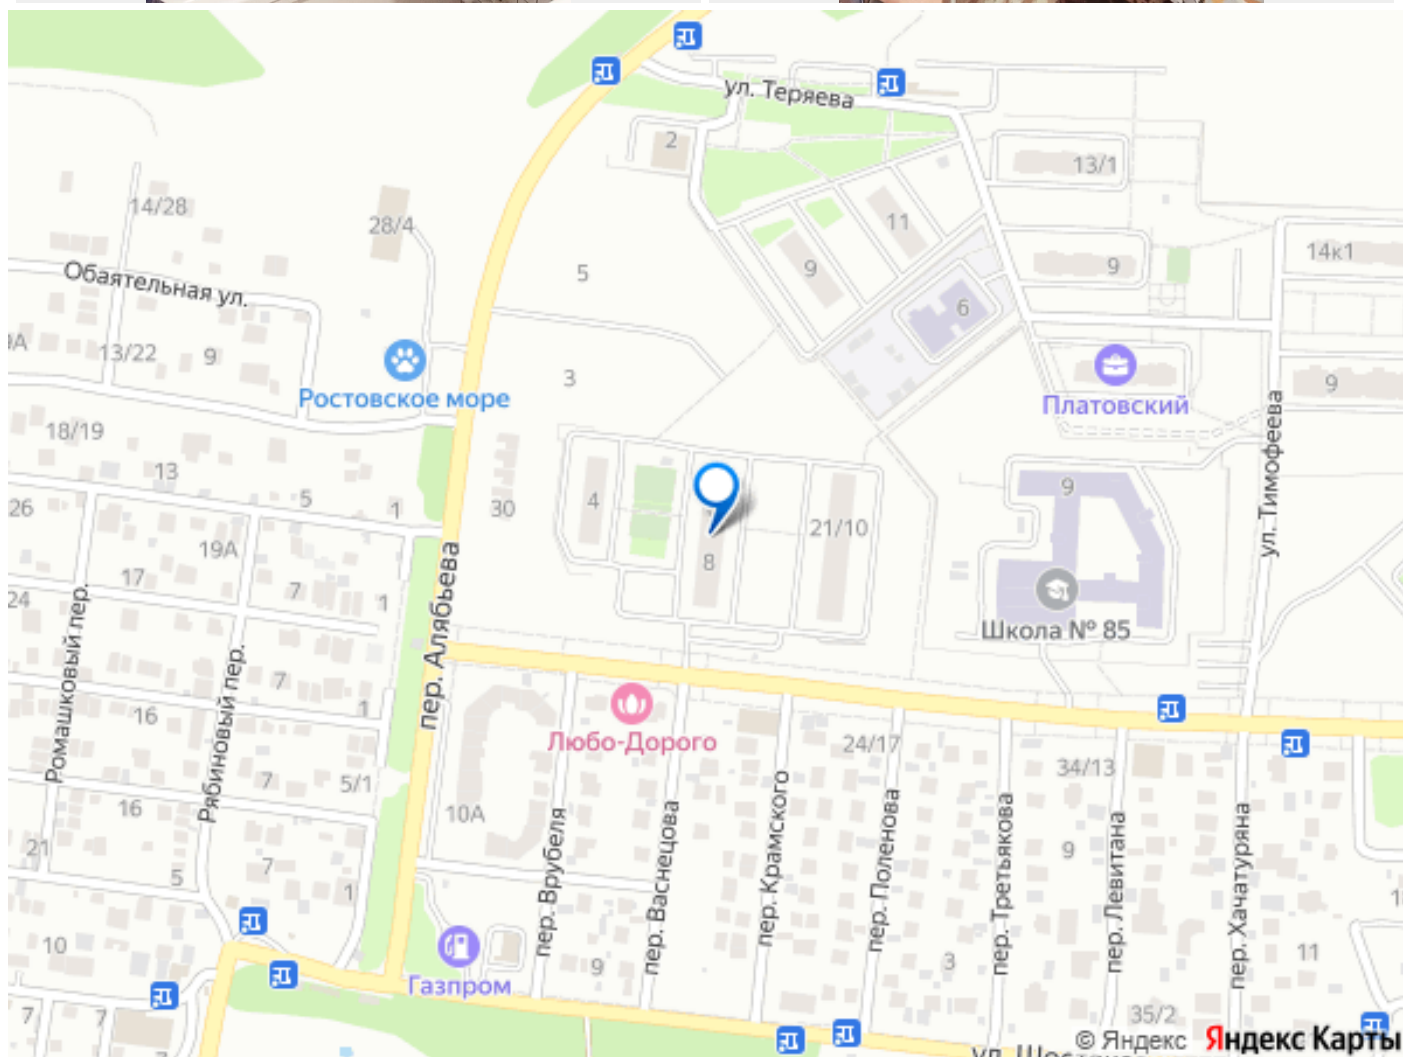 ул. Теряева
2
13/1
14/28
28/4
11
14к1
Обаятельная ул.
5
9
9
6
13/22
9
3
Ростовское море
Платовский
9
18/19
13
5
1
26
30
4
8
21/10
9
ул. Тимофеева
19А
17
7
1
24
Школа № 85
пер. Алябьева
Ромашковый пер.
Рябиновый пер.
7
1
16
Любо-Дорого
24/17
34/13
7
5/1
16
10А
21
5
7
1
9
пер. Врубеля
пер. Васнецова
пер. Крамского
пер. Поленова
пер. Третьякова
пер. Левитана
пер. Хачатуряна
10
9
3
11
Газпром
7
7
35/2
© Яндекс Яндекс Карты